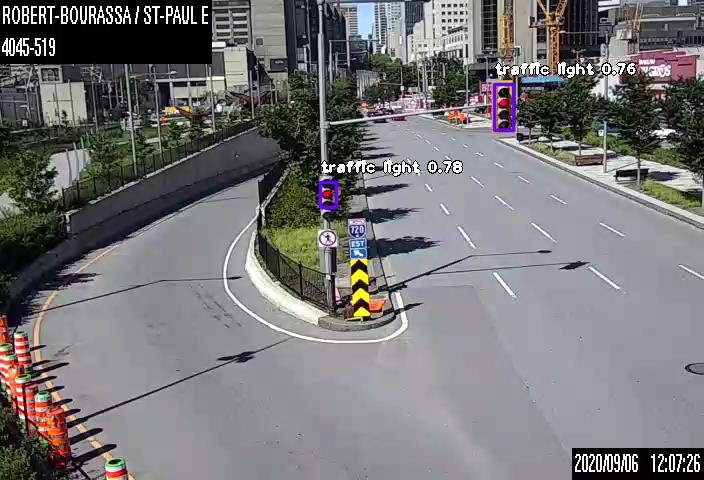 ROBERT-BOURASSA / ST-PAUL E
4045-519
traffic light 0.76
traffic light 0.78
720
EST
2020/09/06 12:07:26